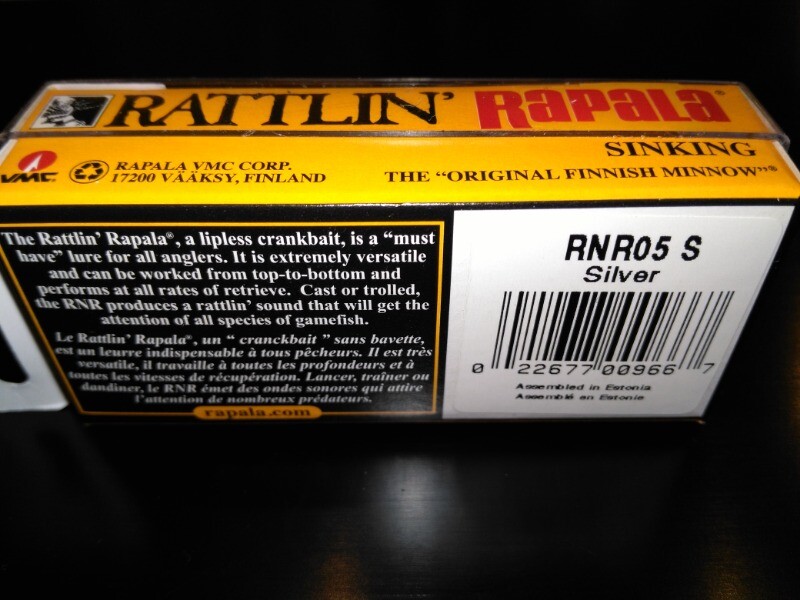 RATTLIN' Rapala®
SINKING
VMC
RAPALA VMC CORP.
17200 VÄÄKSY, FINLAND
THE “ORIGINAL FINNISH MINNOW”®
The Rattlin' Rapala®, a lipless crankbait, is a “must
have” lure for all anglers. It is extremely versatile
and can be worked from top-to-bottom and
performs at all rates of retrieve. Cast or trolled,
the RNR produces a rattlin' sound that will get the
attention of all species of gamefish.
Le Rattlin' Rapala®, un “ cranckbait ” sans bavette,
est un leurre indispensable à tous pêcheurs. Il est très
versatile, il travaille à toutes les profondeurs et à
toutes les vitesses de récupération. Lancer, traîner ou
dandiner, le RNR émet des ondes sonores qui attire
l'attention de nombreux prédateurs.
rapala.com
RNR05 S
Silver
0 22677 00966 7
Assembled in Estonia
Assemblé en Estonie